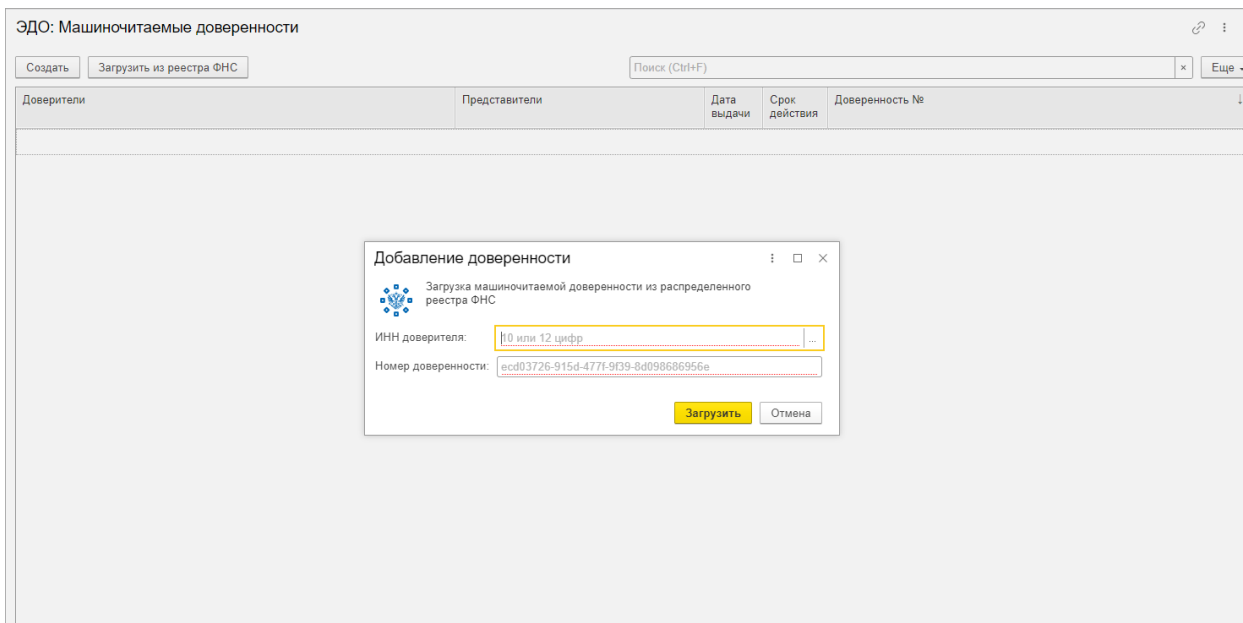 ЭДО: Машиночитаемые доверенности
Создать Загрузить из реестра ФНС Поиск (Ctrl+F) × Еще
Доверители Представители Дата выдачи Срок действия Доверенность № ↓
Добавление доверенности
Загрузка машиночитаемой доверенности из распределенного
реестра ФНС
ИНН доверителя: 10 или 12 цифр ...
Номер доверенности: ecd03726-915d-477f-9f39-8d098686956e
Загрузить Отмена